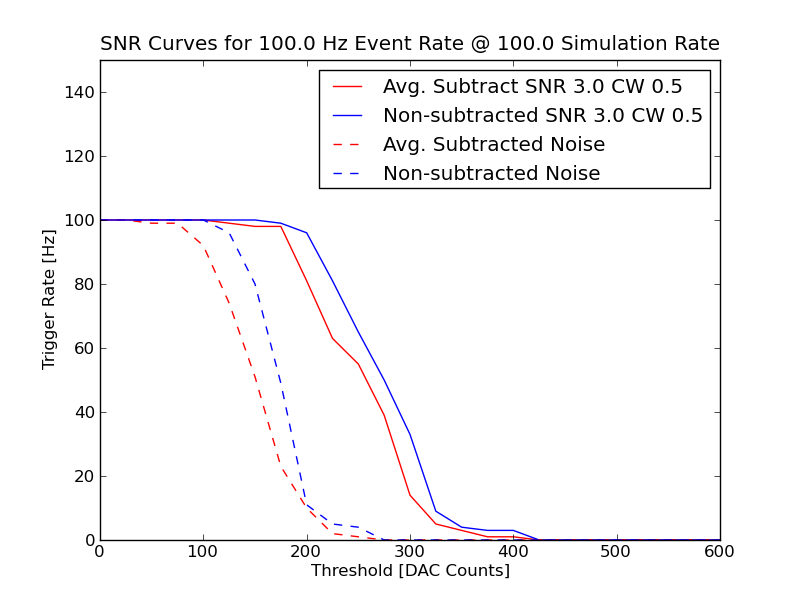 SNR Curves for 100.0 Hz Event Rate @ 100.0 Simulation Rate
Avg. Subtract SNR 3.0 CW 0.5
Non-subtracted SNR 3.0 CW 0.5
Avg. Subtracted Noise
Non-subtracted Noise
Trigger Rate [Hz]
140
120
100
80
60
40
20
0
0 100 200 300 400 500 600
Threshold [DAC Counts]